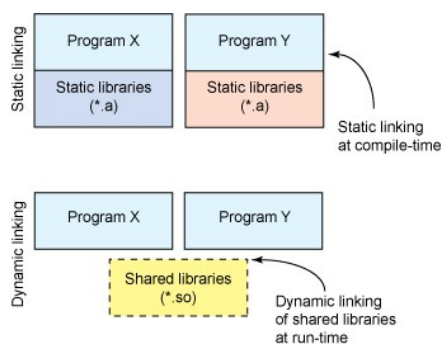 Static linking
Program X
Static libraries
(*.a)
Program Y
Static libraries
(*.a)
Static linking
at compile-time
Dynamic linking
Program X
Program Y
Shared libraries
(*.so)
Dynamic linking
of shared libraries
at run-time